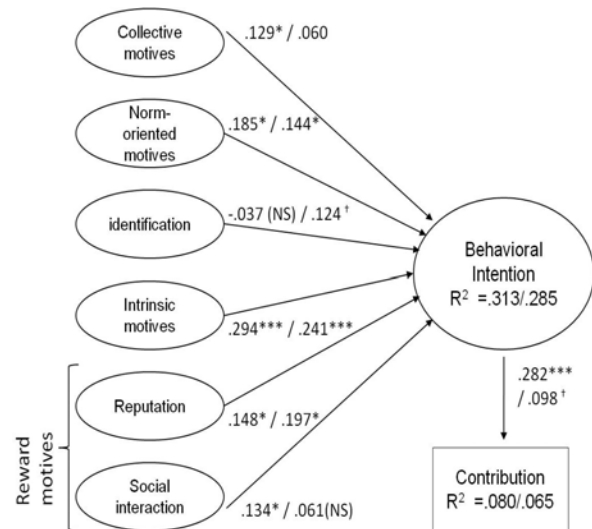 Collective
motives
.129* / .060
Norm-
oriented
motives
.185* / .144*
identification
-.037 (NS) / .124 †
Intrinsic
motives
.294*** / .241***
Behavioral
Intention
R² =.313/.285
Reward
motives
Reputation
.148* / .197*
Social
interaction
.134* / .061(NS)
.282***
/ .098 †
Contribution
R² =.080/.065